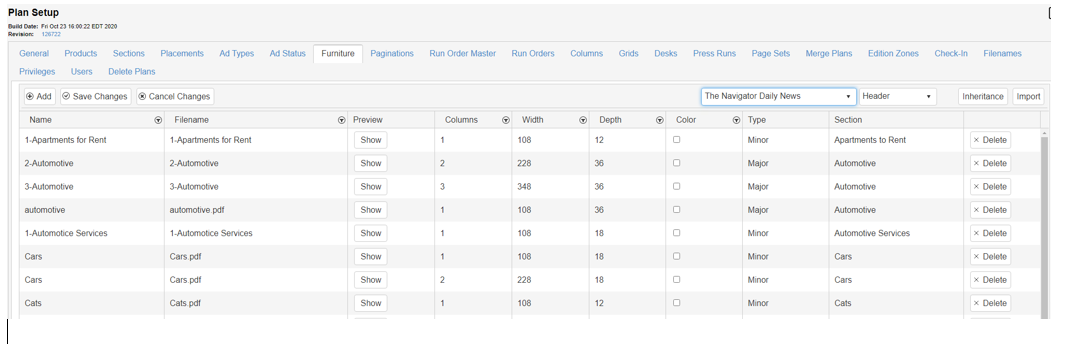 Plan Setup
Build Date: Fri Oct 23 16:00:22 EDT 2020
Revision: 126722
General Products Sections Placements Ad Types Ad Status Furniture Paginations Run Order Master Run Orders Columns Grids Desks Press Runs Page Sets Merge Plans Edition Zones Check-In Filenames
Privileges Users Delete Plans
Add Save Changes Cancel Changes The Navigator Daily News Header Inheritance Import
Name Filename Preview Columns Width Depth Color Type Section
1-Apartments for Rent 1-Apartments for Rent Show 1 108 12 Minor Apartments to Rent × Delete
2-Automotive 2-Automotive Show 2 228 36 Major Automotive × Delete
3-Automotive 3-Automotive Show 3 348 36 Major Automotive × Delete
automotive automotive.pdf Show 1 108 36 Major Automotive × Delete
1-Automotice Services 1-Automotice Services Show 1 108 18 Minor Automotive Services × Delete
Cars Cars.pdf Show 1 108 18 Minor Cars × Delete
Cars Cars.pdf Show 2 228 18 Minor Cars × Delete
Cats Cats.pdf Show 1 108 12 Minor Cats × Delete